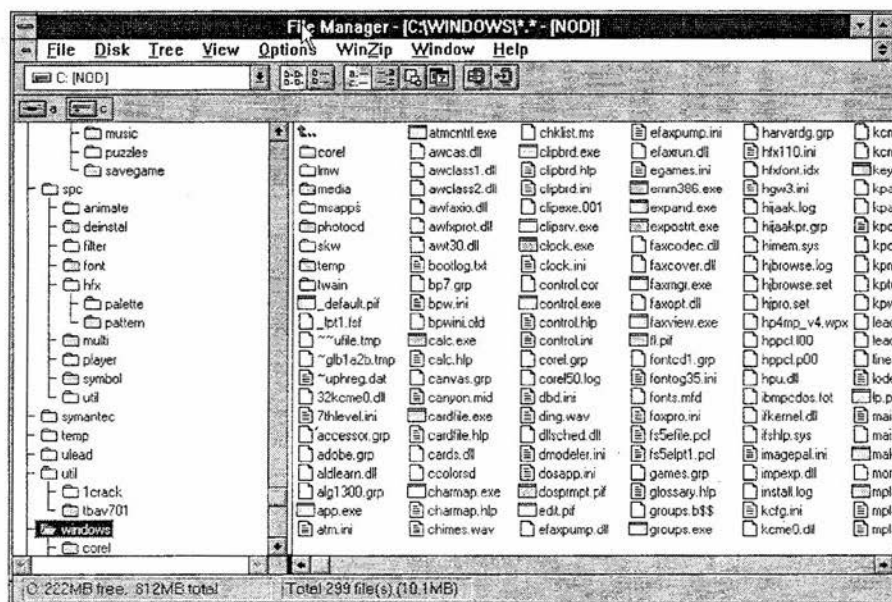 File Manager - [C:\WINDOWS\*.* - [NOD]]
File Disk Tree View Options WinZip Window Help
C: [NOD]
a c
music
puzzles
savegame
spc
animate
deinstal
filter
font
hfx
palette
pattern
multi
player
symbol
util
symantec
temp
ulead
util
1crack
tbav701
windows
corel
t..
corel
lmw
media
msapps
photocd
skw
temp
twain
_default.pif
_lpt1.fsf
~~ufile.tmp
~glb1a2b.tmp
~uphreg.dat
32kcme0.dll
7thlevel.ini
accessor.grp
adobe.grp
aldlearn.dll
alg1300.grp
app.exe
atm.ini
atmcntrl.exe
awcas.dll
awclass1.dll
awclass2.dll
awfaxio.dll
awfxprot.dll
awt30.dll
bootlog.txt
bp7.grp
bpw.ini
bpwini.old
calc.exe
calc.hlp
canvas.grp
canyon.mid
cardfile.exe
cardfile.hlp
cards.dll
ccolorsd
charmap.exe
charmap.hlp
chimes.wav
chklist.ms
clipbrd.exe
clipbrd.hlp
clipbrd.ini
clipexe.001
clipsrv.exe
clock.exe
clock.ini
control.cor
control.exe
control.hlp
control.ini
corel.grp
corel50.log
dbd.ini
ding.wav
dllsched.dll
dmodeler.ini
dosapp.ini
dosprmpt.pif
edit.pif
efaxpump.dll
efaxpump.ini
efaxrun.dll
egames.ini
emm386.exe
expand.exe
expostrt.exe
faxcodec.dll
faxcover.dll
faxmgr.exe
faxopt.dll
faxview.exe
fl.pif
fontcd1.grp
fontog35.ini
fonts.mfd
foxpro.ini
fs5efile.pcl
fs5elpt1.pcl
games.grp
glossary.hlp
groups.b$$
groups.exe
harvardg.grp
hfx110.ini
hfxfont.idx
hgw3.ini
hijaak.log
hijaakpr.grp
himem.sys
hjbrowse.log
hjbrowse.set
hjpro.set
hp4mp_v4.wpx
hppcl.l00
hppcl.p00
hpu.dll
ibmpcdos.tot
ifkernel.dll
ifshlp.sys
imagepal.ini
impexp.dll
install.log
kcfg.ini
kcme0.dll
C: 222MB free, 812MB total
Total 299 file(s) (10.1MB)